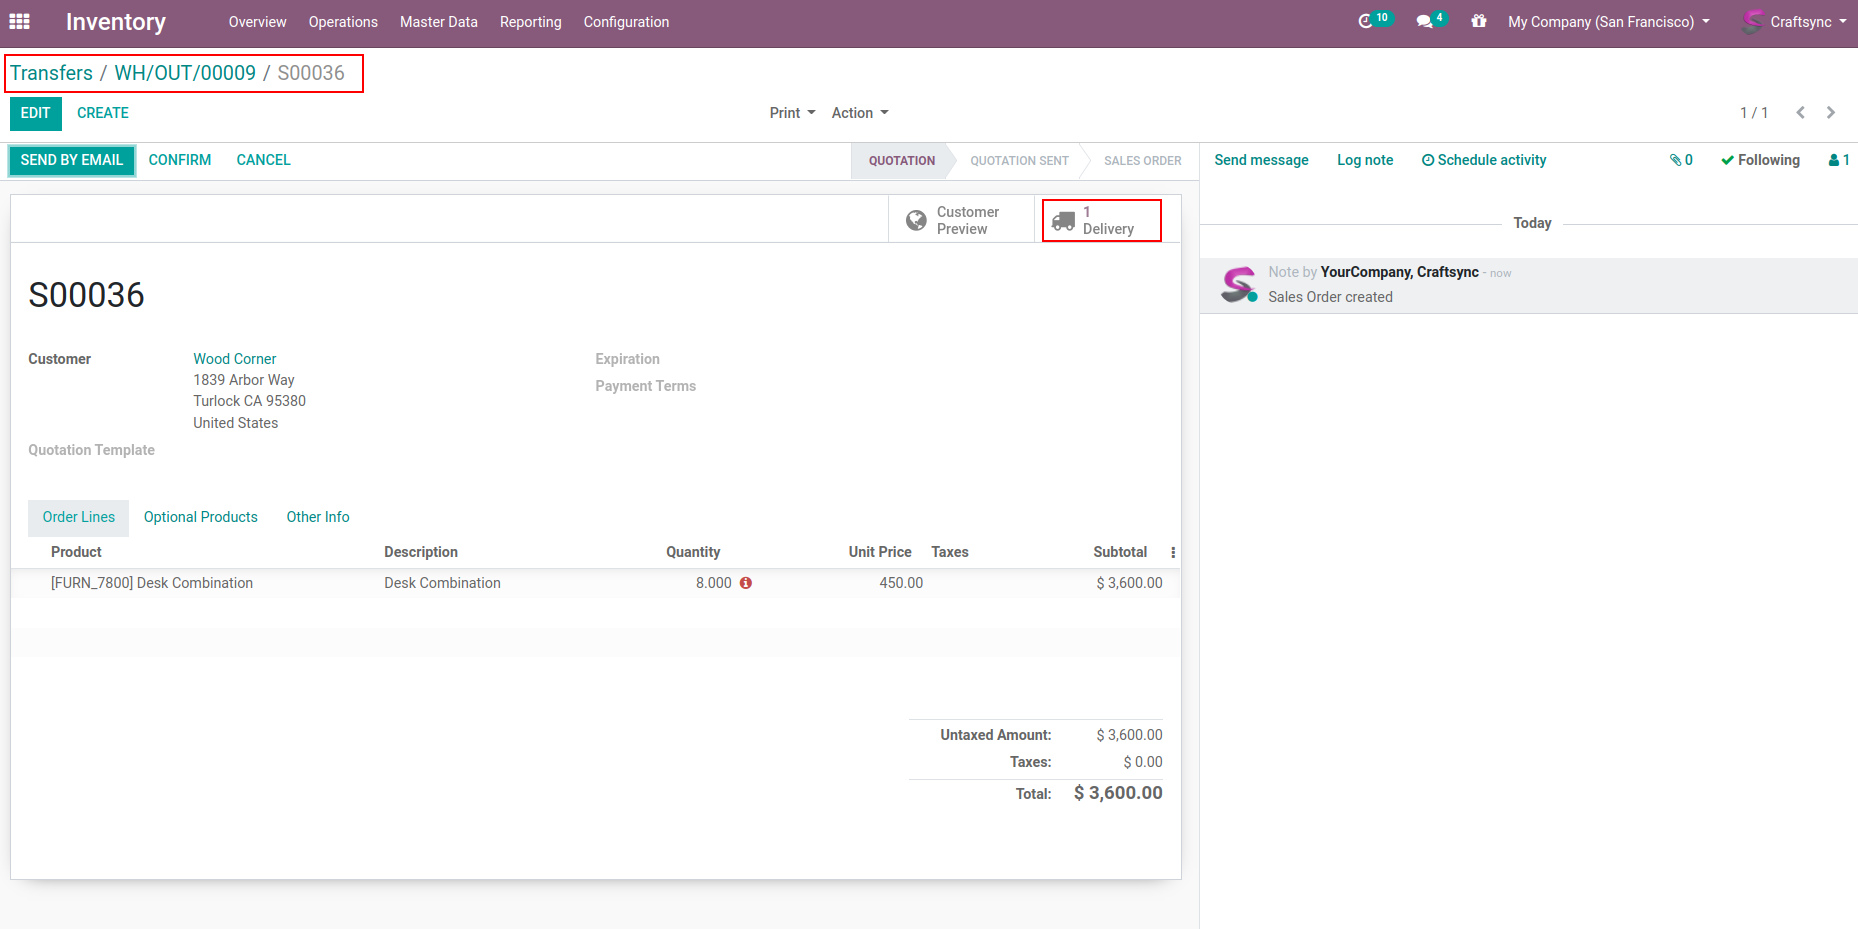 Inventory Overview Operations Master Data Reporting Configuration 10 4 My Company (San Francisco) Craftsync
Transfers / WH/OUT/00009 / S00036
EDIT CREATE Print Action 1 / 1
SEND BY EMAIL CONFIRM CANCEL QUOTATION QUOTATION SENT SALES ORDER Send message Log note Schedule activity 0 Following 1
Customer Preview
1 Delivery
Today
S00036
Note by YourCompany, Craftsync - now
Sales Order created
Customer Wood Corner
1839 Arbor Way
Turlock CA 95380
United States
Expiration
Payment Terms
Quotation Template
Order Lines Optional Products Other Info
Product Description Quantity Unit Price Taxes Subtotal
[FURN_7800] Desk Combination Desk Combination 8.000 450.00 $ 3,600.00
Untaxed Amount: $ 3,600.00
Taxes: $ 0.00
Total: $ 3,600.00